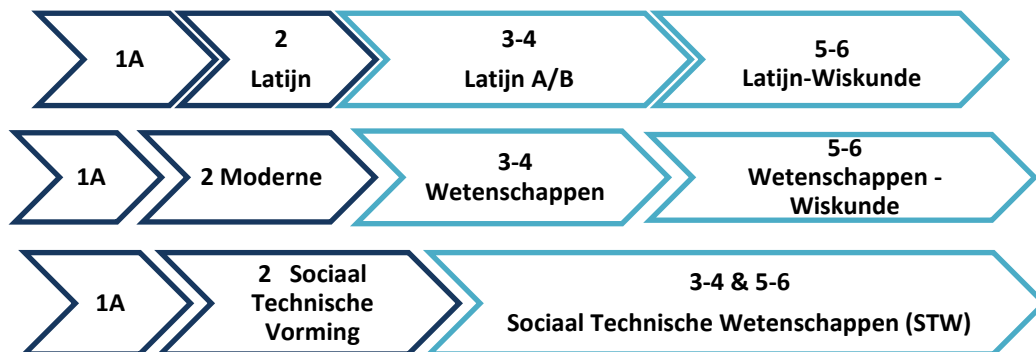 1A
2
Latijn
3-4
Latijn A/B
5-6
Latijn-Wiskunde
1A
2 Moderne
3-4
Wetenschappen
5-6
Wetenschappen -
Wiskunde
1A
2 Sociaal
Technische
Vorming
3-4 & 5-6
Sociaal Technische Wetenschappen (STW)